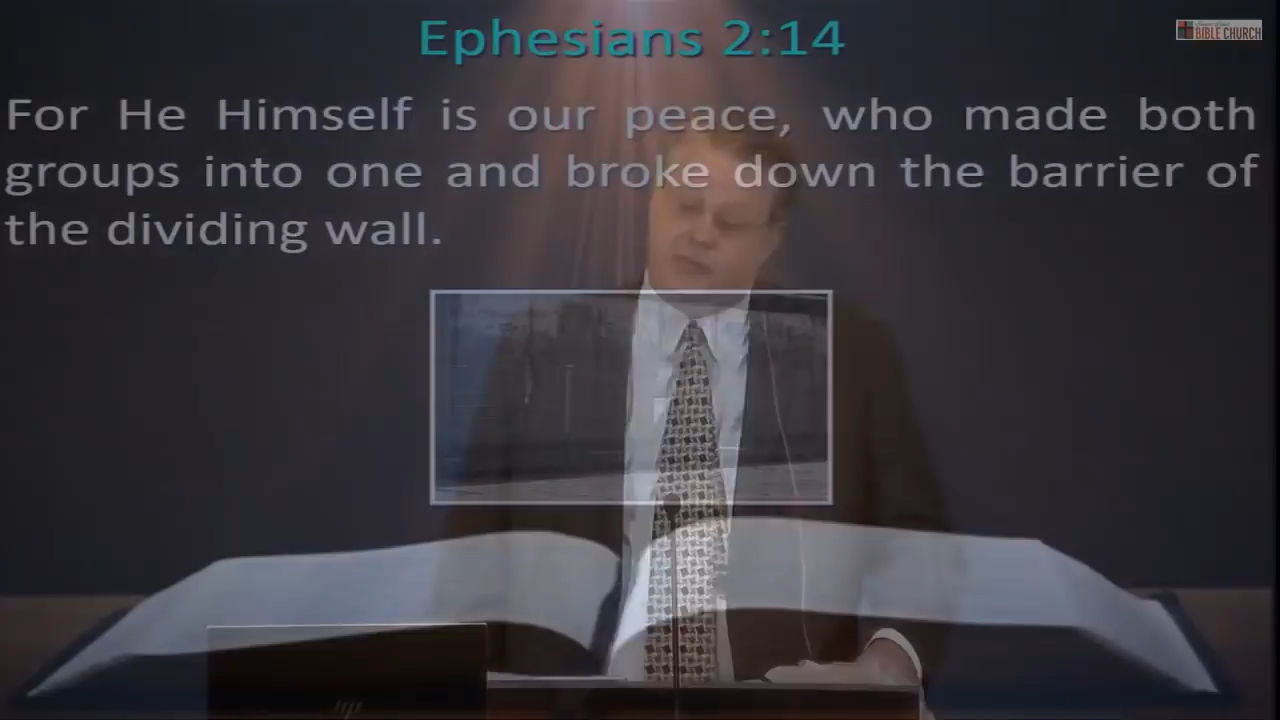 Ephesians 2:14
BIBLE CHURCH
For He Himself is our peace, who made both
groups into one and broke down the barrier of
the dividing wall.
hp